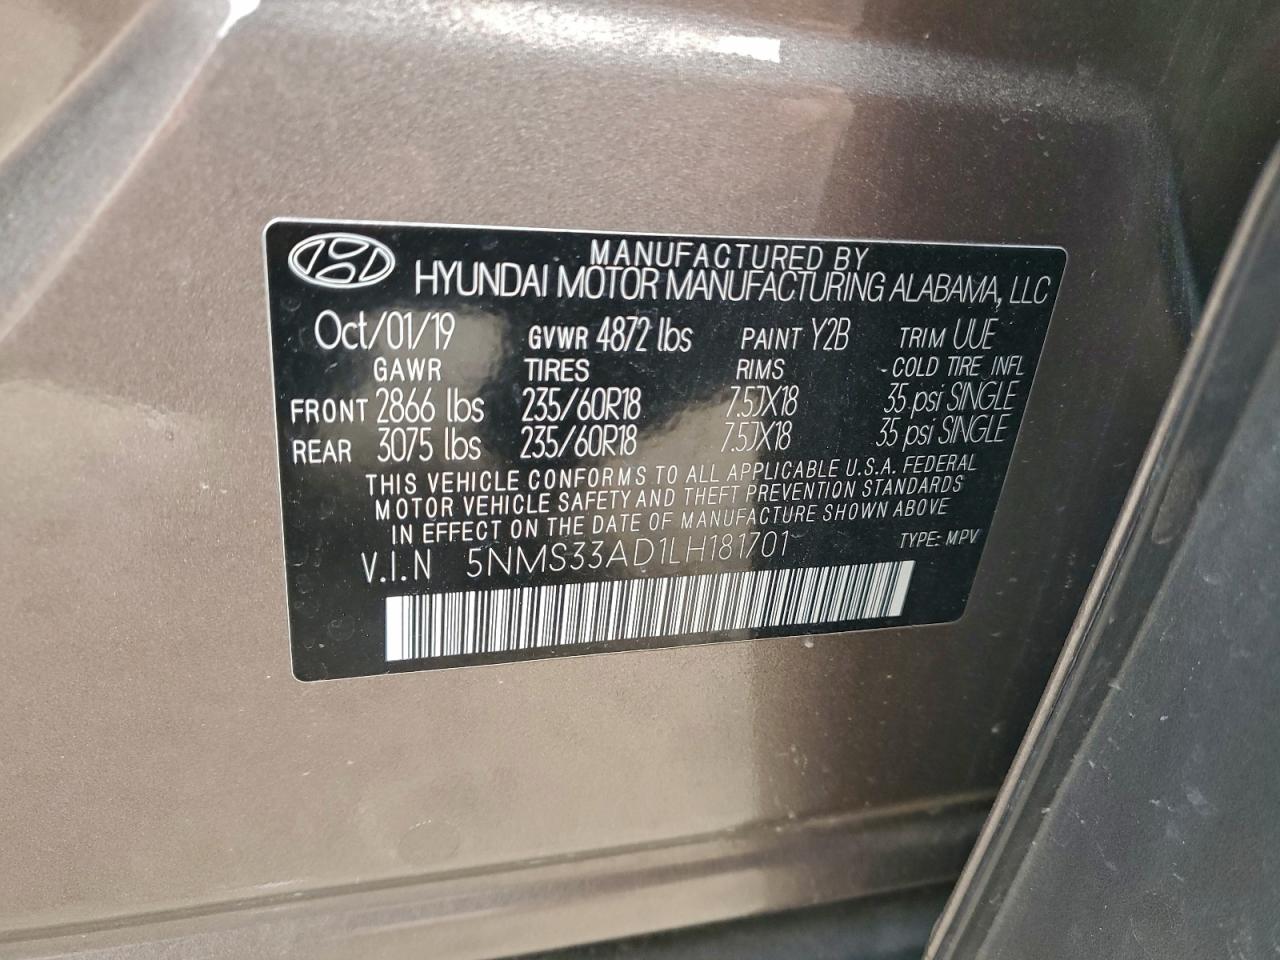 MANUFACTURED BY
HYUNDAI MOTOR MANUFACTURING ALABAMA, LLC
Oct/01/19 GVWR 4872 lbs PAINT Y2B TRIM UUE
GAWR TIRES RIMS COLD TIRE INFL
FRONT 2866 lbs 235/60R18 7.5JX18 35 psi SINGLE
REAR 3075 lbs 235/60R18 7.5JX18 35 psi SINGLE
THIS VEHICLE CONFORMS TO ALL APPLICABLE U.S.A. FEDERAL
MOTOR VEHICLE SAFETY AND THEFT PREVENTION STANDARDS
IN EFFECT ON THE DATE OF MANUFACTURE SHOWN ABOVE
V.I.N 5NMS33AD1LH181701 TYPE: MPV